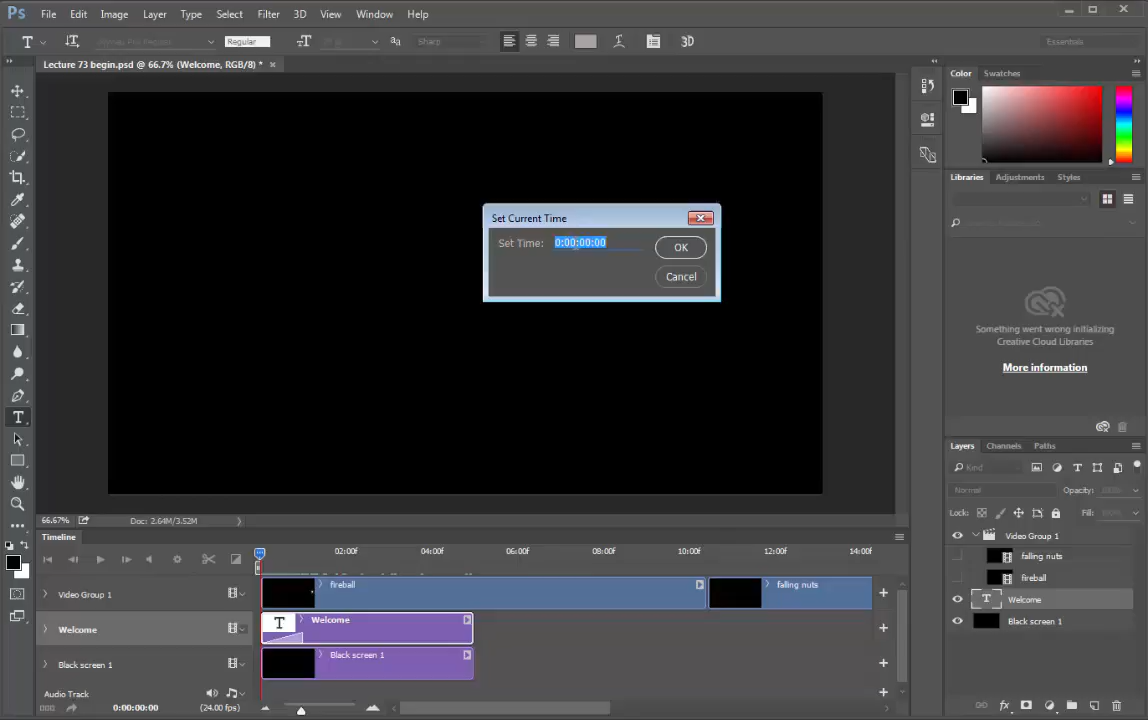 Ps File Edit Image Layer Type Select Filter 3D View Window Help
T Regular Sharp 3D Essentials
Lecture 73 begin.psd @ 66.7% (Welcome, RGB/8) * ×
Color Swatches
Set Current Time
Set Time: 0:00:00:00 OK
Cancel
Libraries Adjustments Styles
Something went wrong initializing
Creative Cloud Libraries
More information
Layers Channels Paths
Kind
Normal Opacity: 100%
Lock: Fill: 100%
Video Group 1
falling nuts
fireball
T Welcome
Black screen 1
66.67% Doc: 2.64M/3.52M
Timeline
02:00f 04:00f 06:00f 08:00f 10:00f 12:00f 14:00f
Video Group 1 fireball falling nuts
Welcome T Welcome
Black screen 1 Black screen 1
Audio Track
0:00:00:00 (24.00 fps)